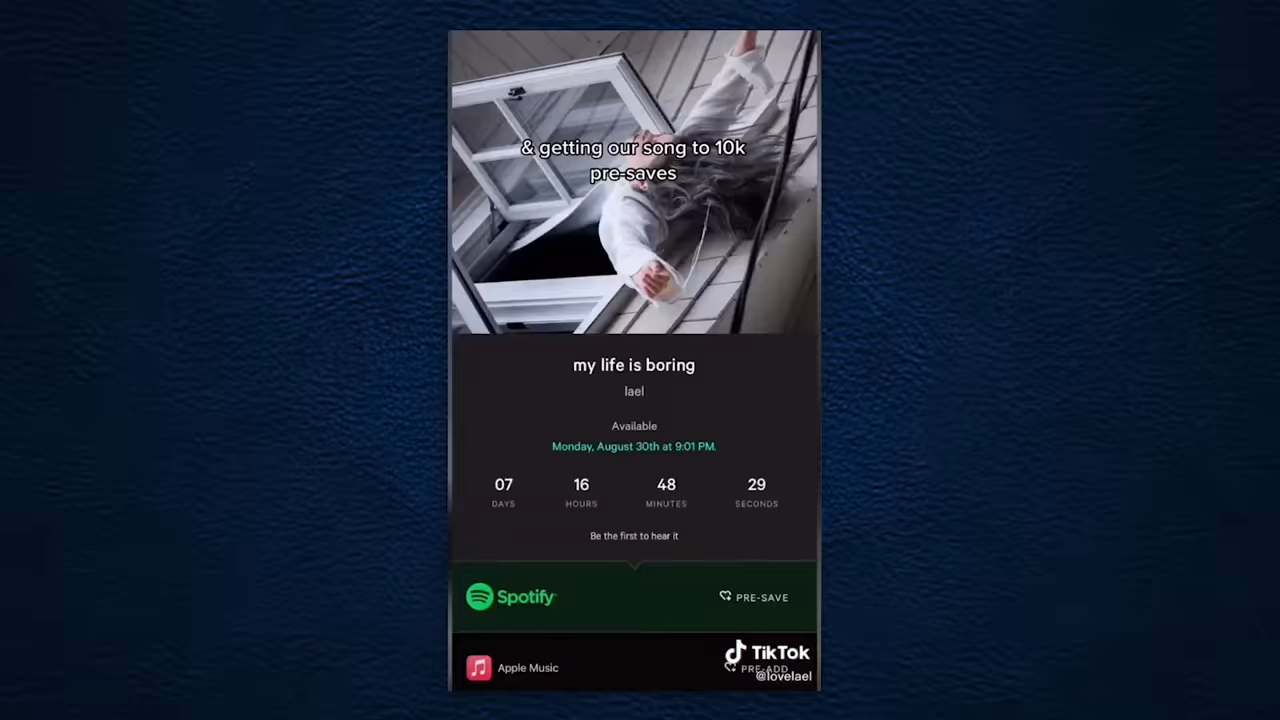 & getting our song to 10k
pre-saves
my life is boring
lael
Available
Monday, August 30th at 9:01 PM.
07 16 48 29
DAYS HOURS MINUTES SECONDS
Be the first to hear it
Spotify PRE-SAVE
TikTok
Apple Music PRE-ADD
@lovelael